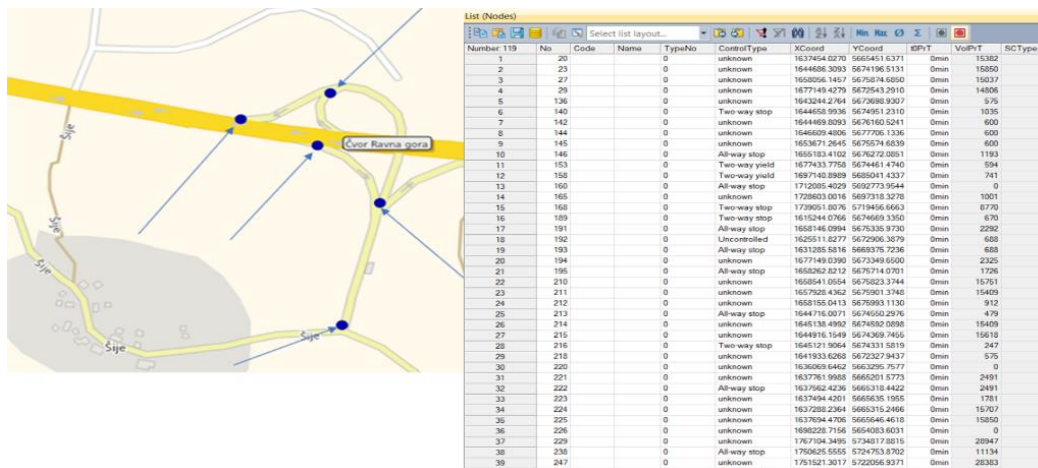 Šije
Šije
Šije
Šije
Šije
Čvor Ravna gora
List (Nodes)
Select list layout...
Min Max Ø Σ
Number: 119 No Code Name TypeNo ControlType XCoord YCoord t0PrT VolPrT SCType
1 20 0 unknown 1637454.0270 5665451.6371 0min 15382
2 23 0 unknown 1644686.3093 5674196.5131 0min 15850
3 27 0 unknown 1658056.1457 5675874.6850 0min 15037
4 29 0 unknown 1677149.4279 5672543.2910 0min 14806
5 136 0 unknown 1643244.2764 5673698.9307 0min 575
6 140 0 Two-way stop 1644658.9936 5674951.2310 0min 1035
7 142 0 unknown 1644469.8093 5676160.5241 0min 600
8 144 0 unknown 1646609.4806 5677706.1336 0min 600
9 145 0 unknown 1653671.2645 5675574.6839 0min 600
10 146 0 All-way stop 1655183.4102 5676272.0851 0min 1193
11 153 0 Two-way yield 1677433.7758 5674461.4740 0min 594
12 158 0 Two-way yield 1697140.8989 5685041.4337 0min 741
13 160 0 All-way stop 1712085.4029 5692773.9544 0min 0
14 165 0 unknown 1728603.0016 5697318.3278 0min 1001
15 168 0 Two-way stop 1739051.8076 5719456.6663 0min 8770
16 189 0 Two-way stop 1615244.0766 5674669.3350 0min 670
17 191 0 All-way stop 1658146.0994 5675335.9730 0min 2292
18 192 0 Uncontrolled 1625511.8277 5672906.3879 0min 688
19 193 0 All-way stop 1631285.5816 5669375.7236 0min 688
20 194 0 unknown 1677149.0390 5673349.6500 0min 2325
21 195 0 All-way stop 1658262.8212 5675714.0701 0min 1726
22 210 0 unknown 1658541.0554 5675823.3744 0min 15751
23 211 0 unknown 1657928.4362 5675901.3748 0min 15409
24 212 0 unknown 1658155.0413 5675993.1130 0min 912
25 213 0 All-way stop 1644716.0071 5674550.2976 0min 479
26 214 0 unknown 1645138.4992 5674592.0898 0min 15409
27 215 0 unknown 1644916.1549 5674369.7455 0min 15618
28 216 0 Two-way stop 1645121.9064 5674331.5819 0min 247
29 218 0 unknown 1641933.6268 5672327.9437 0min 575
30 220 0 unknown 1636069.6462 5663295.7577 0min 0
31 221 0 unknown 1637761.9988 5665201.5773 0min 2491
32 222 0 All-way stop 1637562.4236 5665318.4422 0min 2491
33 223 0 unknown 1637494.4201 5665635.1955 0min 1781
34 224 0 unknown 1637288.2364 5665315.2466 0min 15707
35 225 0 unknown 1637694.4706 5665646.4618 0min 15850
36 226 0 unknown 1698228.7156 5654083.6031 0min 0
37 229 0 unknown 1767104.3495 5734817.8815 0min 28947
38 238 0 All-way stop 1750625.5555 5724753.8702 0min 11134
39 247 0 unknown 1751521.3017 5722056.9371 0min 28383